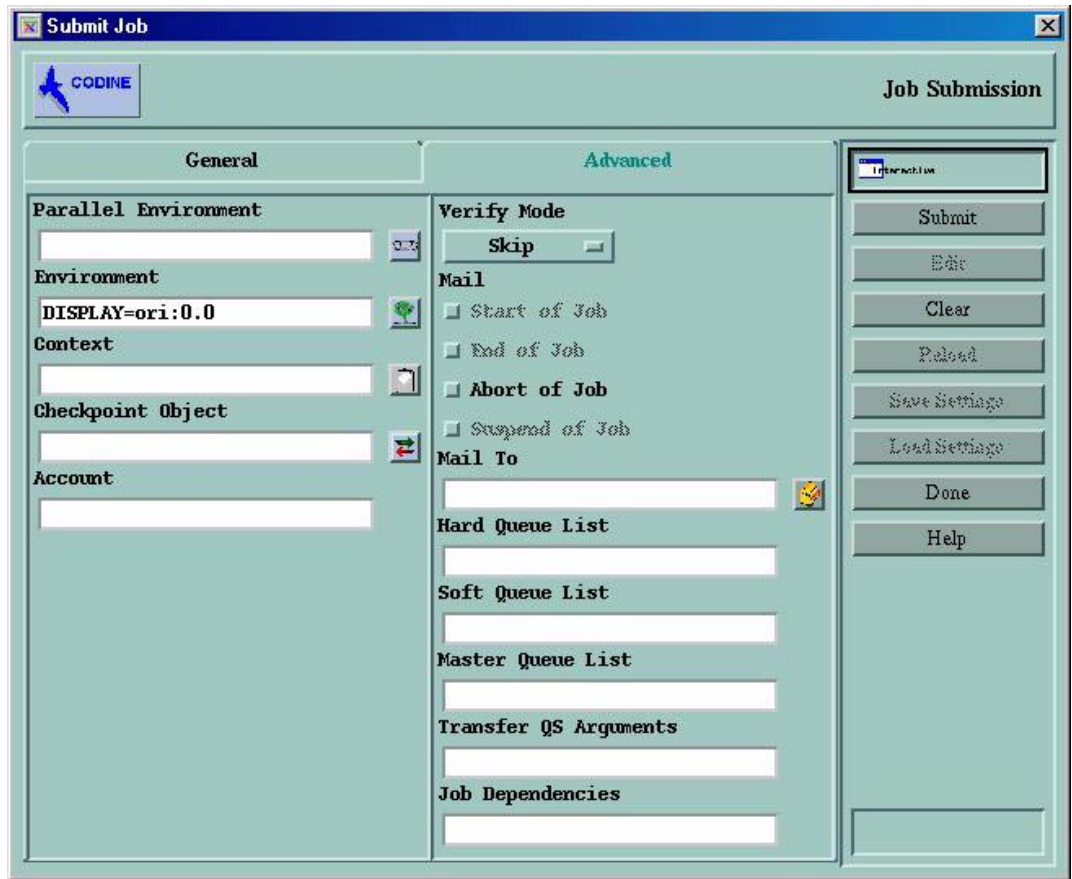 Submit Job
CODINE
Job Submission
General
Advanced
Parallel Environment
Environment
DISPLAY=ori:0.0
Context
Checkpoint Object
Account
Verify Mode
Skip
Mail
Start of Job
End of Job
Abort of Job
Suspend of Job
Mail To
Hard Queue List
Soft Queue List
Master Queue List
Transfer QS Arguments
Job Dependencies
Interactive
Submit
Edit
Clear
Reload
Save Settings
Load Settings
Done
Help